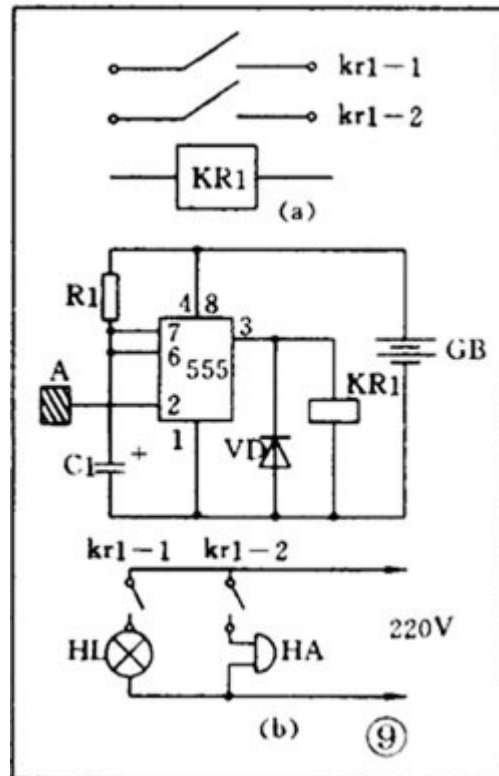 kr1-1
kr1-2
KR1
(a)
R1
4 8
7
3
6
555
GB
A
2
KR1
1
VD
C1
+
kr1-1 kr1-2
220V
HL
HA
(b)
⑨